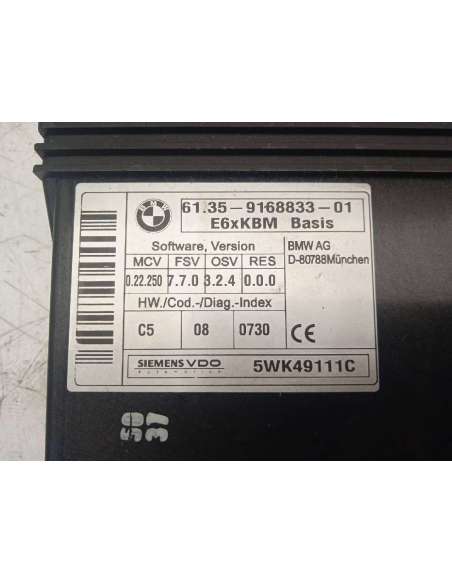 BMW
61.35 - 9168833 - 01
E6xKBM Basis
Software, Version
BMW AG
D-80788München
MCV FSV OSV RES
0.22.250 7.7.0 3.2.4 0.0.0
HW./Cod.-/Diag.-Index
C5 08 0730 CE
SIEMENS VDO
AUTOMOTIVE
5WK49111C